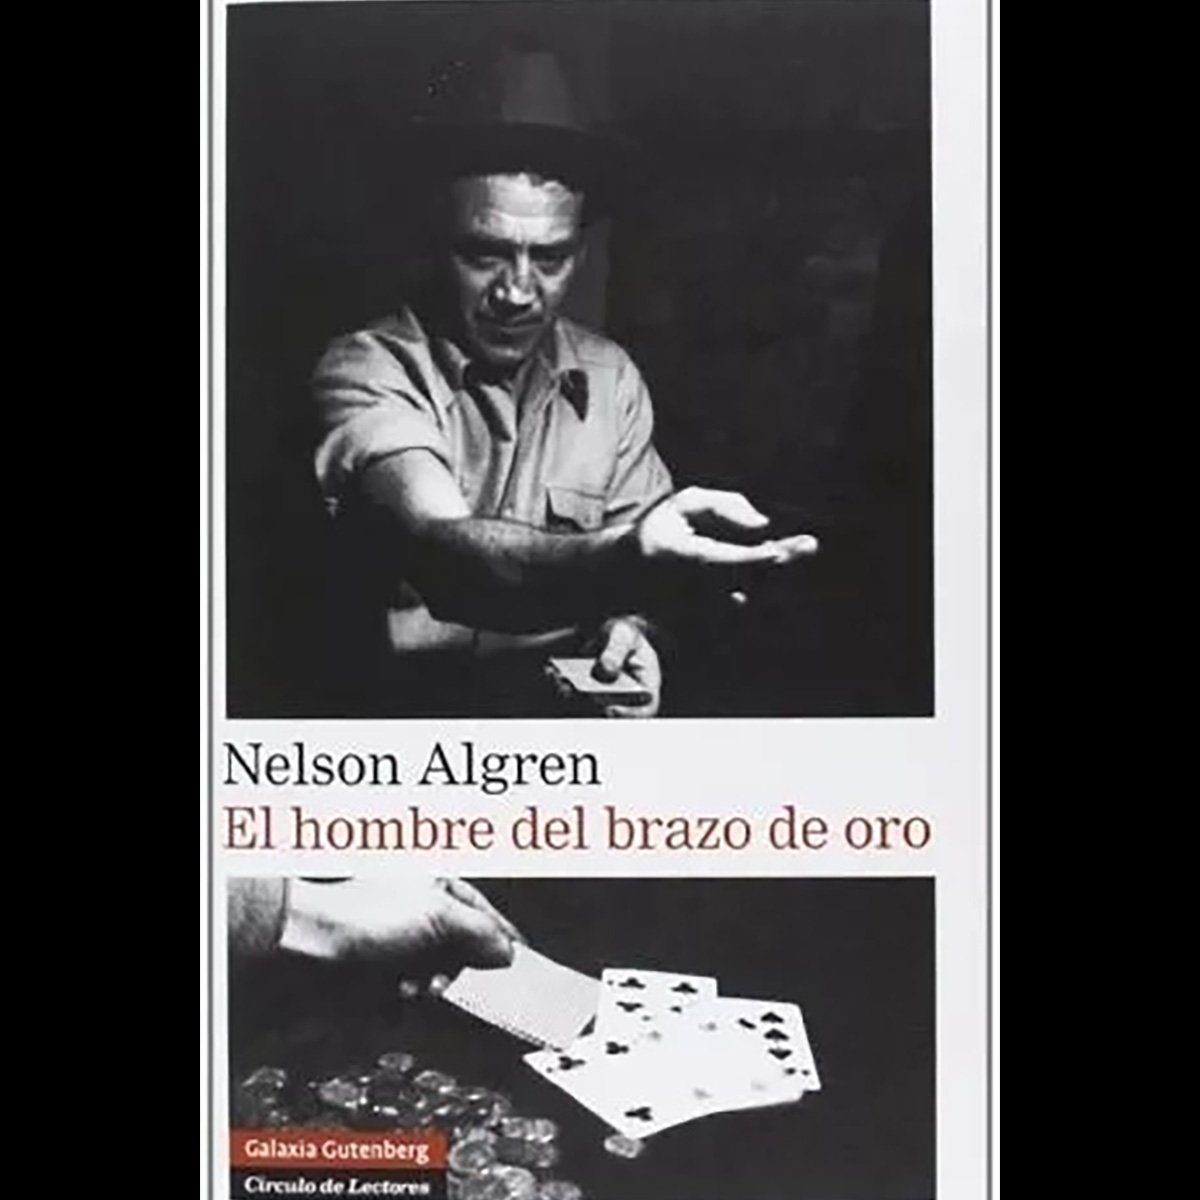 Nelson Algren
El hombre del brazo de oro
Galaxia Gutenberg
Círculo de Lectores